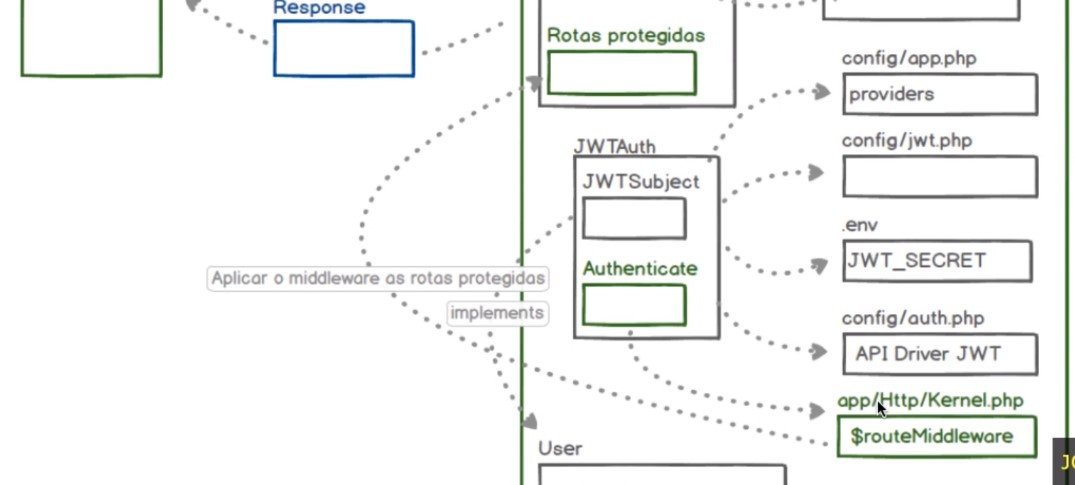 Response
Rotas protegidas
config/app.php
providers
config/jwt.php
JWTAuth
JWTSubject
.env
JWT_SECRET
Authenticate
Aplicar o middleware as rotas protegidas
implements
config/auth.php
API Driver JWT
app/Http/Kernel.php
$routeMiddleware
User